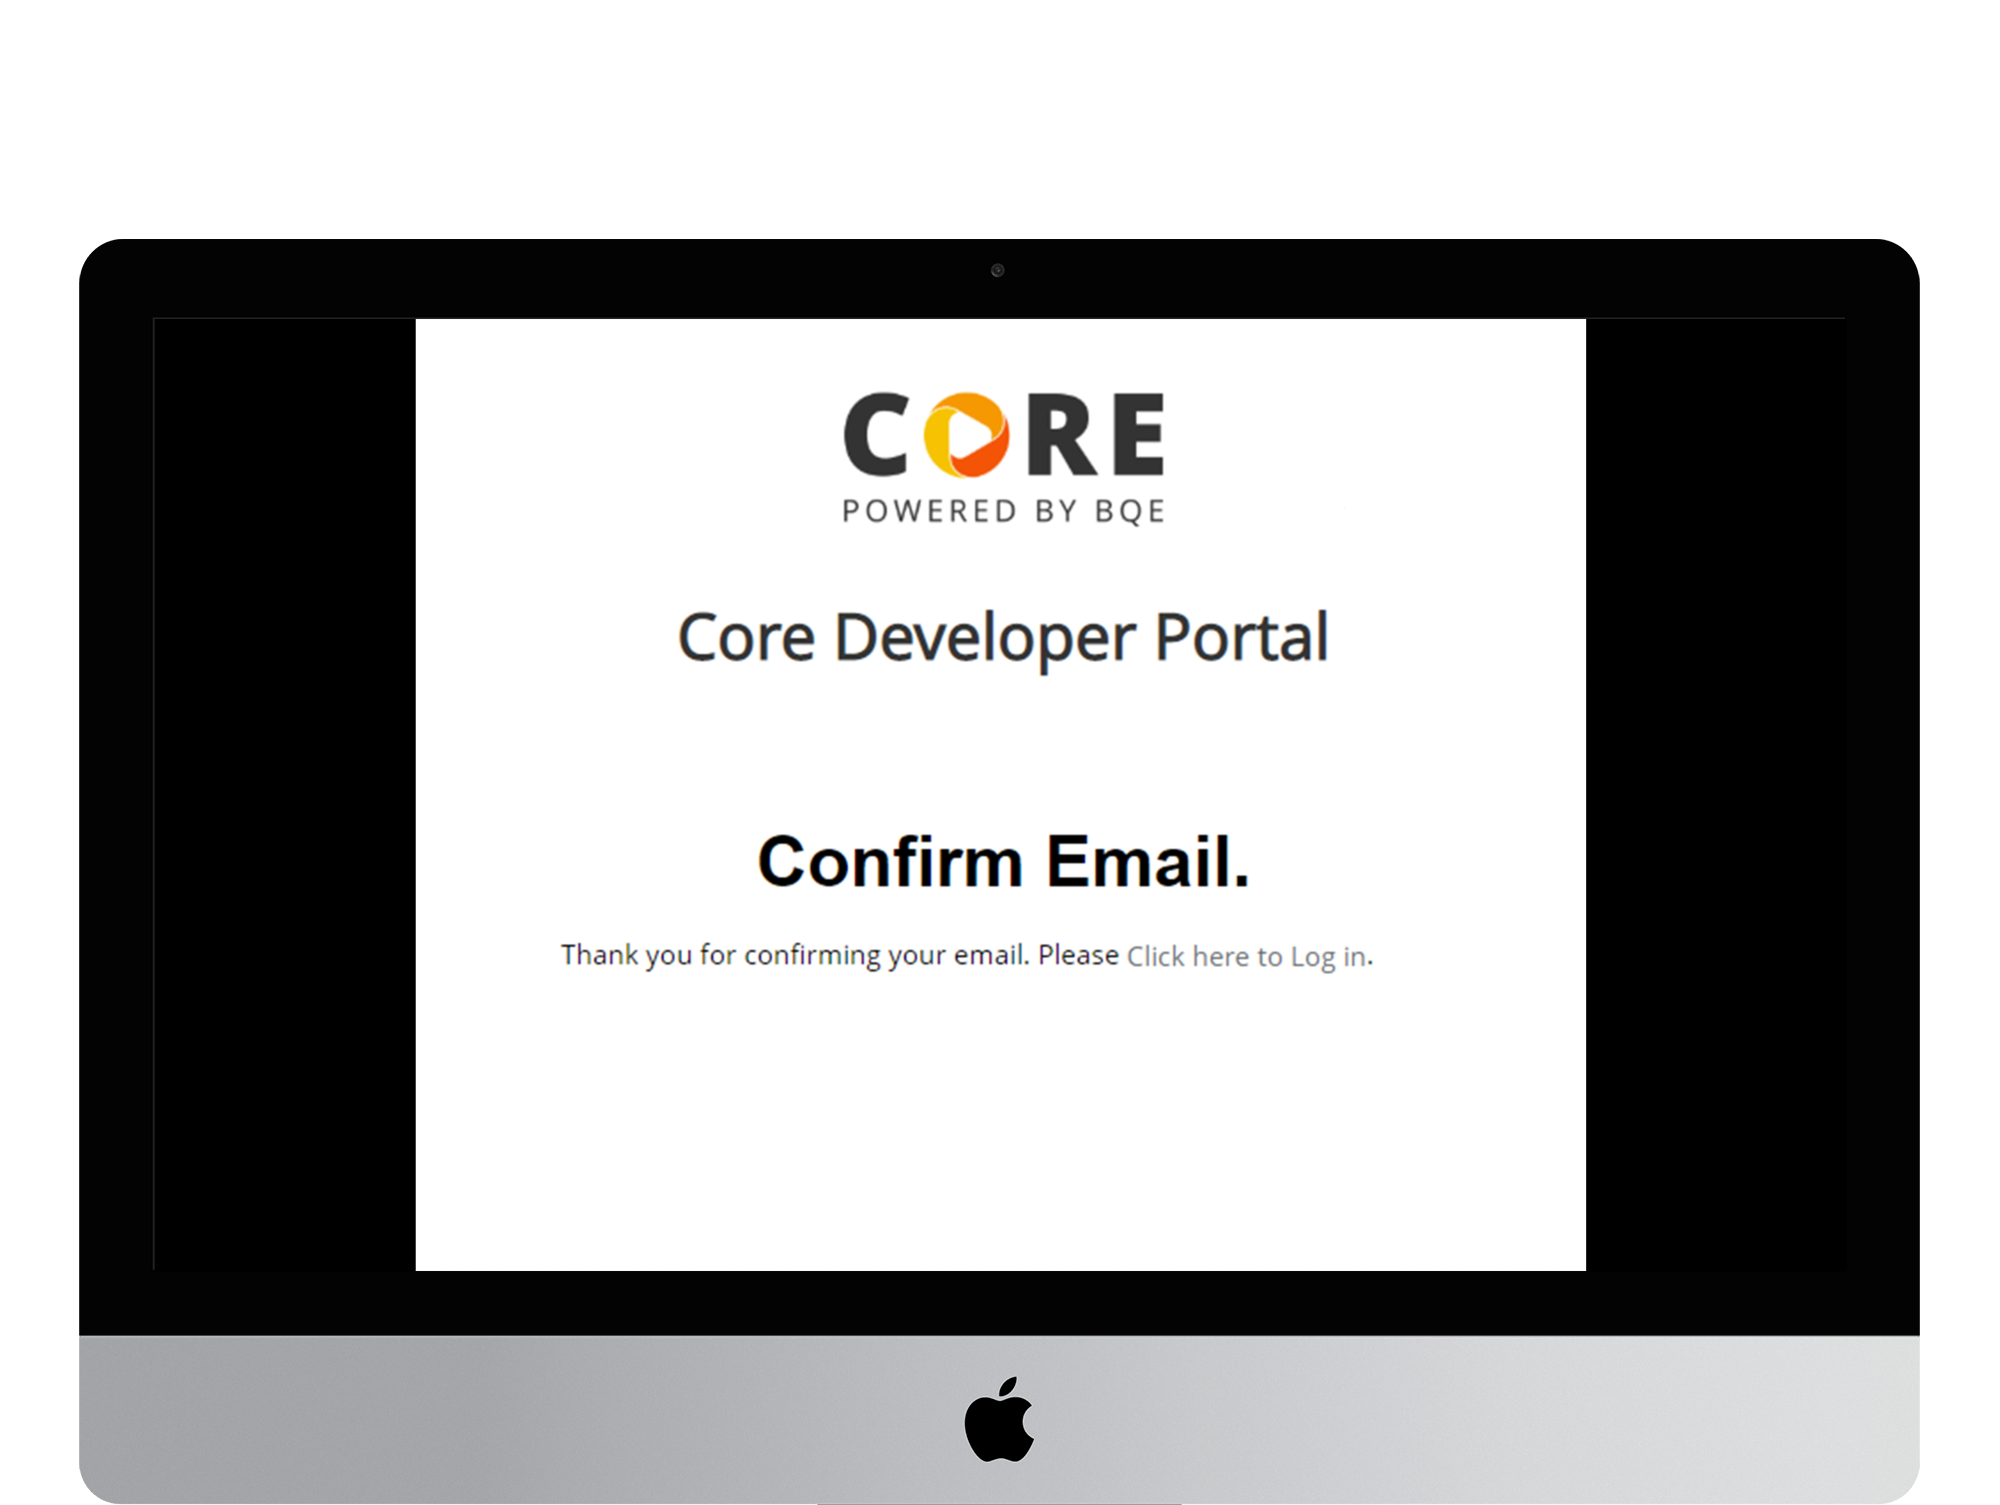 CORE
POWERED BY BQE
Core Developer Portal
Confirm Email.
Thank you for confirming your email. Please Click here to Log in.